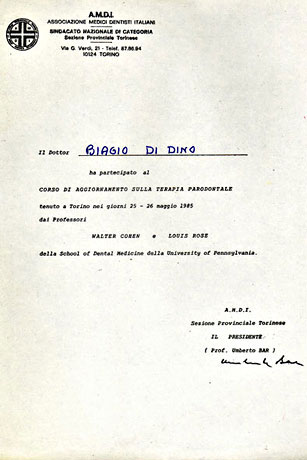 A.M.D.I.
ASSOCIAZIONE MEDICI DENTISTI ITALIANI
SINDACATO NAZIONALE DI CATEGORIA
Sezione Provinciale Torinese
Via G. Verdi, 21 - Telef. 87.86.94
10124 TORINO
Il Dottor BIAGIO DI DINO
ha partecipato al
CORSO DI AGGIORNAMENTO SULLA TERAPIA PARODONTALE
tenuto a Torino nei giorni 25 - 26 maggio 1985
dai Professori
WALTER COHEN e LOUIS ROSE
della School of Dental Medicine della University of Pennsylvania.
A.M.D.I.
Sezione Provinciale Torinese
IL PRESIDENTE
( Prof. Umberto BAR )